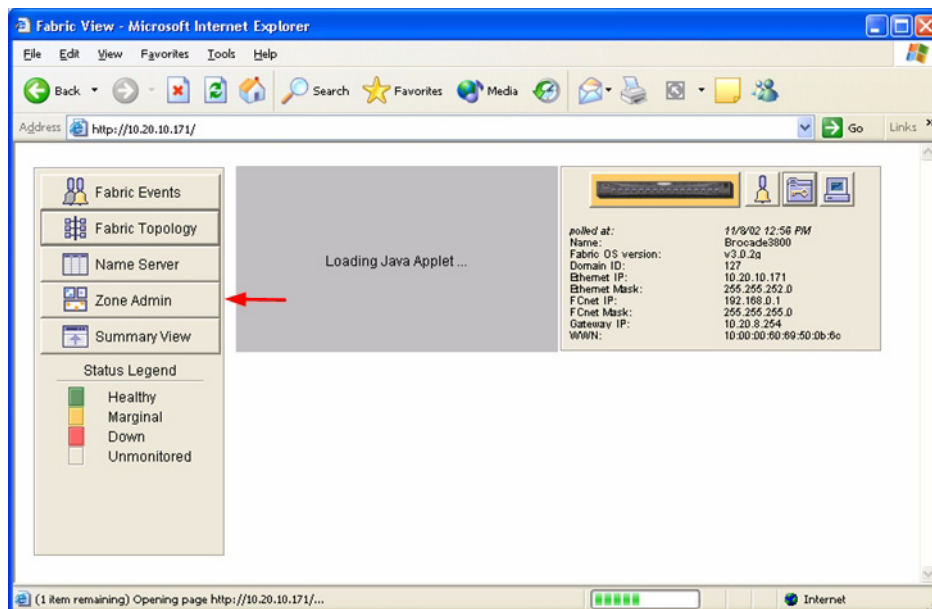 Fabric View - Microsoft Internet Explorer
File Edit View Favorites Tools Help
Back Search Favorites Media
Address http://10.20.10.171/ Go Links »
Fabric Events
Fabric Topology
Name Server
Zone Admin
Summary View
Status Legend
Healthy
Marginal
Down
Unmonitored
Loading Java Applet ...
polled at: 11/8/02 12:56 PM
Name: Brocade3800
Fabric OS version: v3.0.2g
Domain ID: 127
Ethernet IP: 10.20.10.171
Ethernet Mask: 255.255.252.0
FCnet IP: 192.168.0.1
FCnet Mask: 255.255.255.0
Gateway IP: 10.20.8.254
WWN: 10:00:00:60:69:50:0b:6c
(1 item remaining) Opening page http://10.20.10.171/... Internet